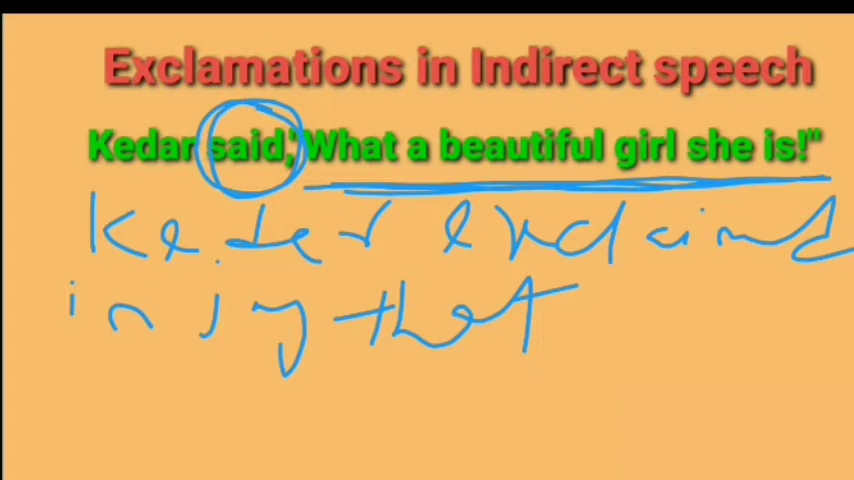 Exclamations in Indirect speech
Kedar said,"What a beautiful girl she is!"
Kedar exclaimed
in joy that